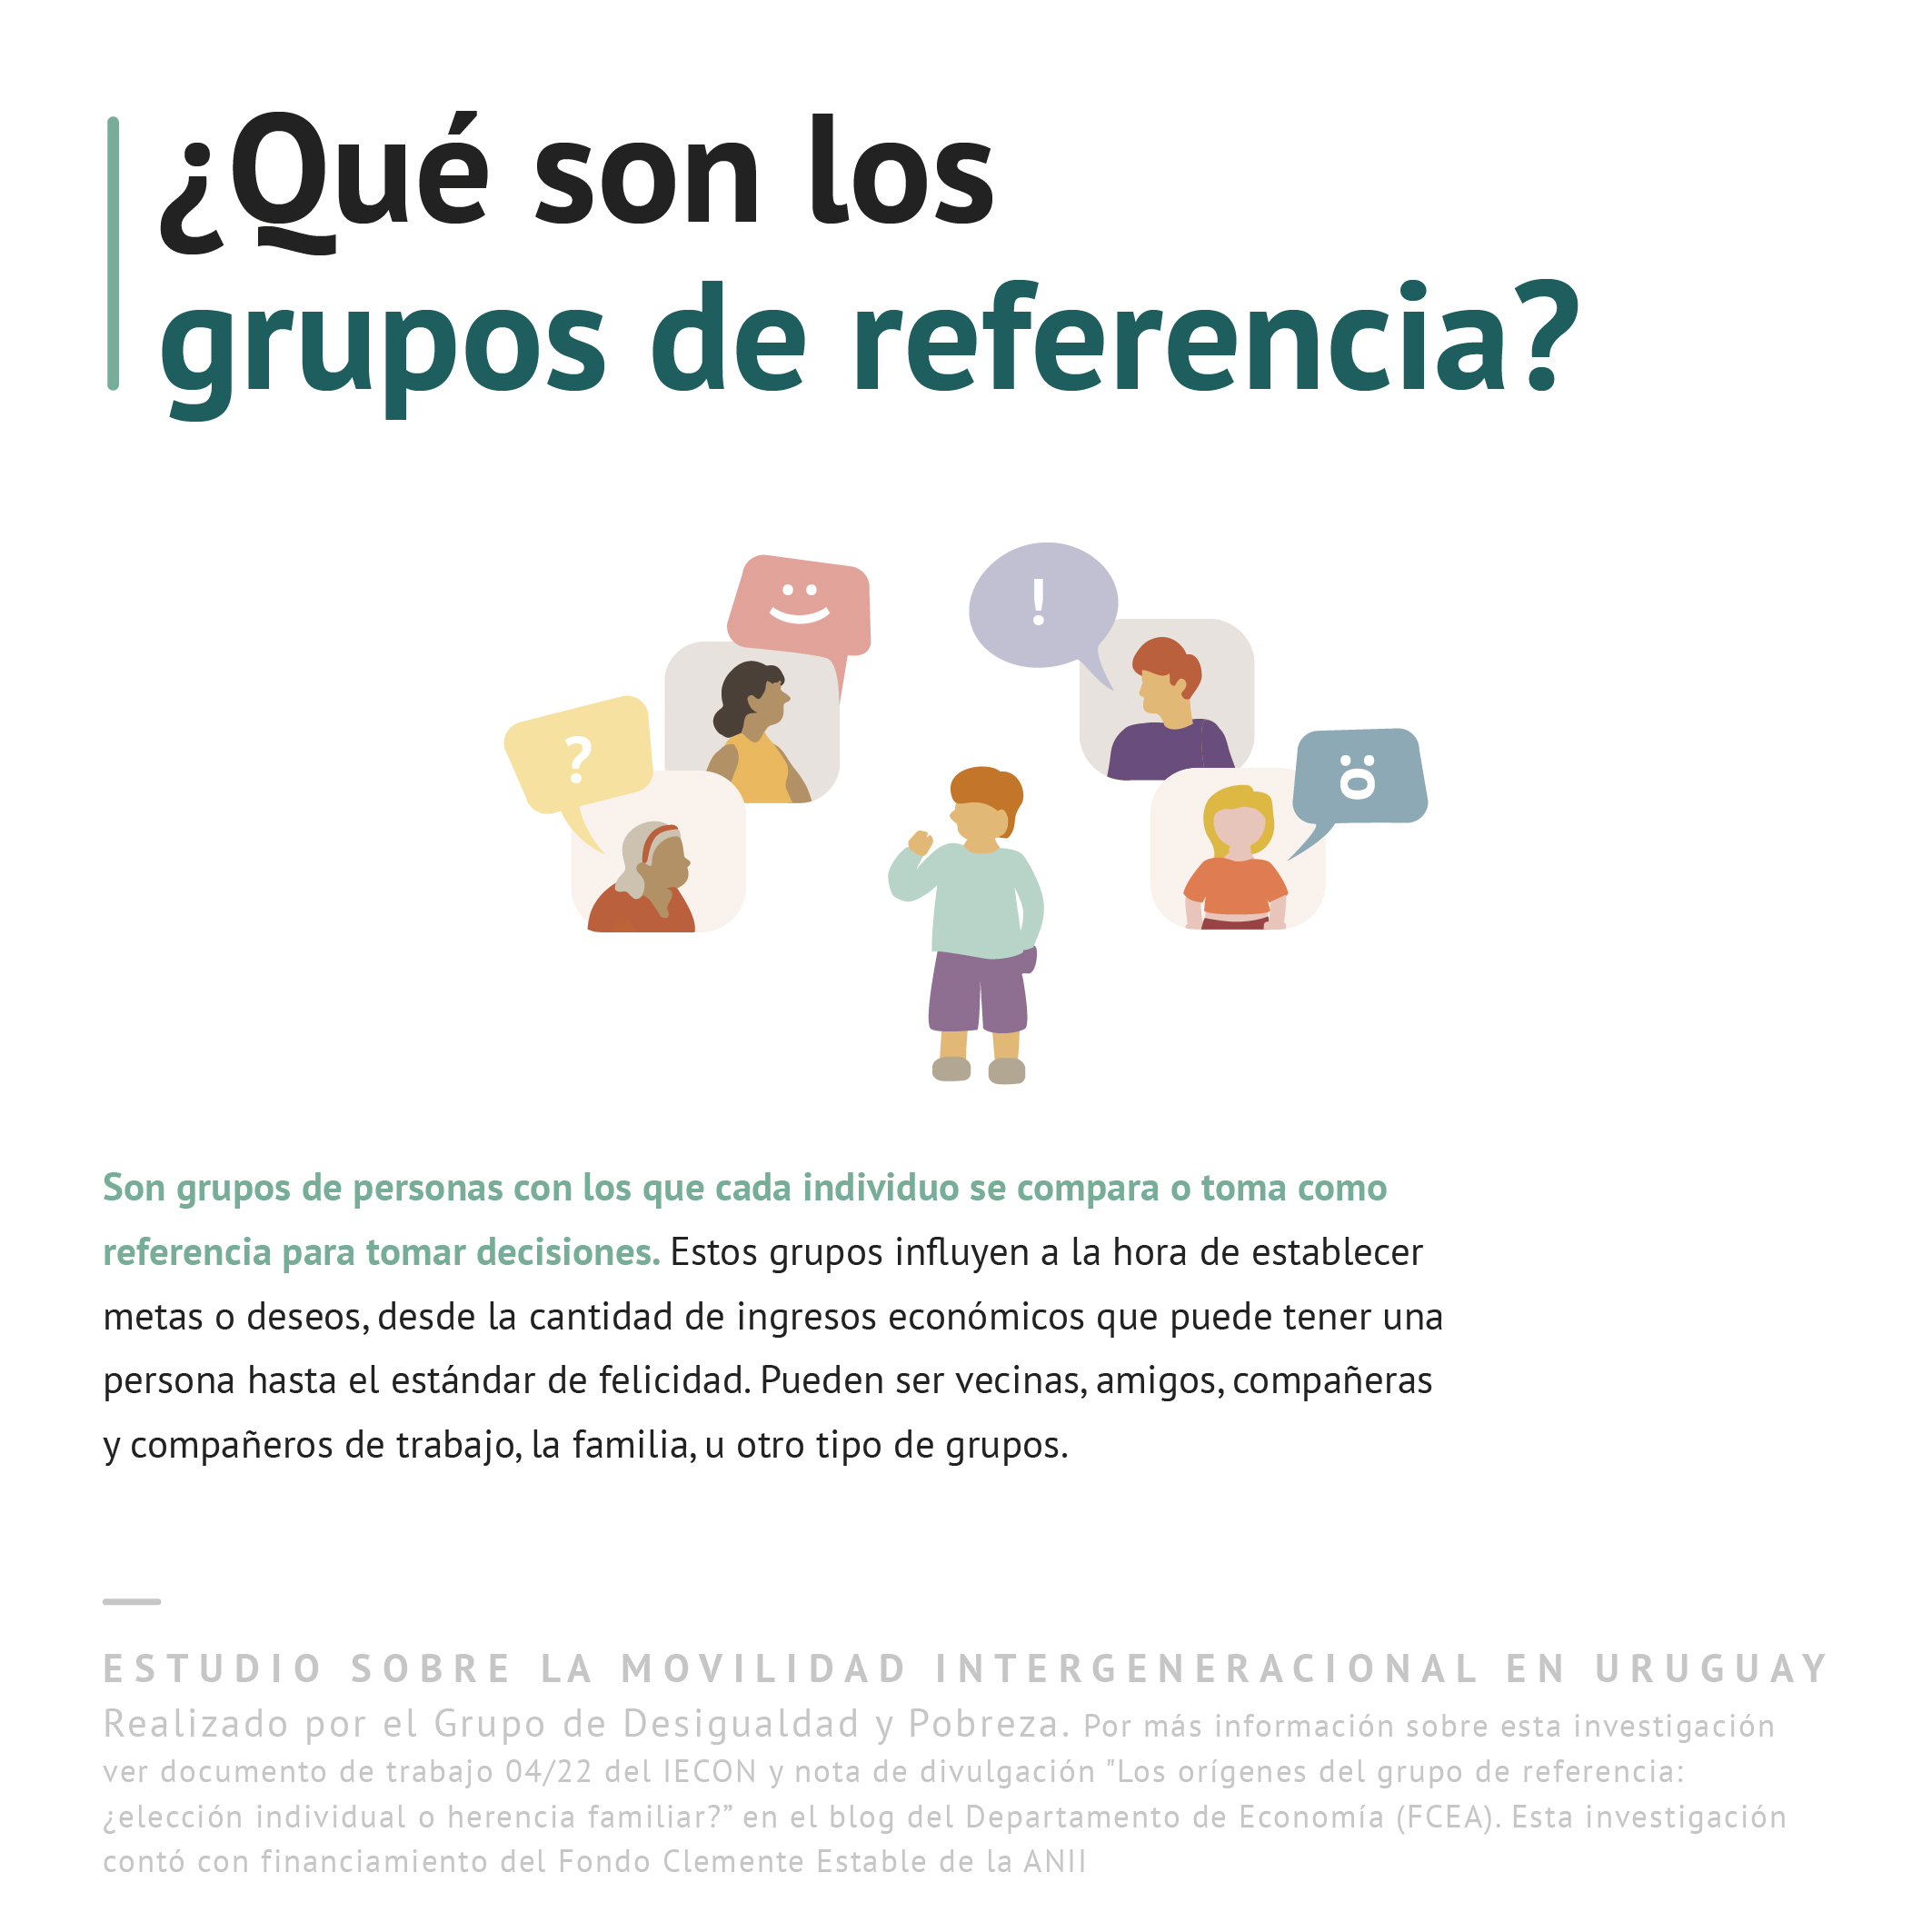 ¿Qué son los
grupos de referencia?
!
?
Son grupos de personas con los que cada individuo se compara o toma como
referencia para tomar decisiones. Estos grupos influyen a la hora de establecer
metas o deseos, desde la cantidad de ingresos económicos que puede tener una
persona hasta el estándar de felicidad. Pueden ser vecinas, amigos, compañeras
y compañeros de trabajo, la familia, u otro tipo de grupos.
ESTUDIO SOBRE LA MOVILIDAD INTERGENERACIONAL EN URUGUAY
Realizado por el Grupo de Desigualdad y Pobreza. Por más información sobre esta investigación
ver documento de trabajo 04/22 del IECON y nota de divulgación "Los orígenes del grupo de referencia:
¿elección individual o herencia familiar?” en el blog del Departamento de Economía (FCEA). Esta investigación
contó con financiamiento del Fondo Clemente Estable de la ANII